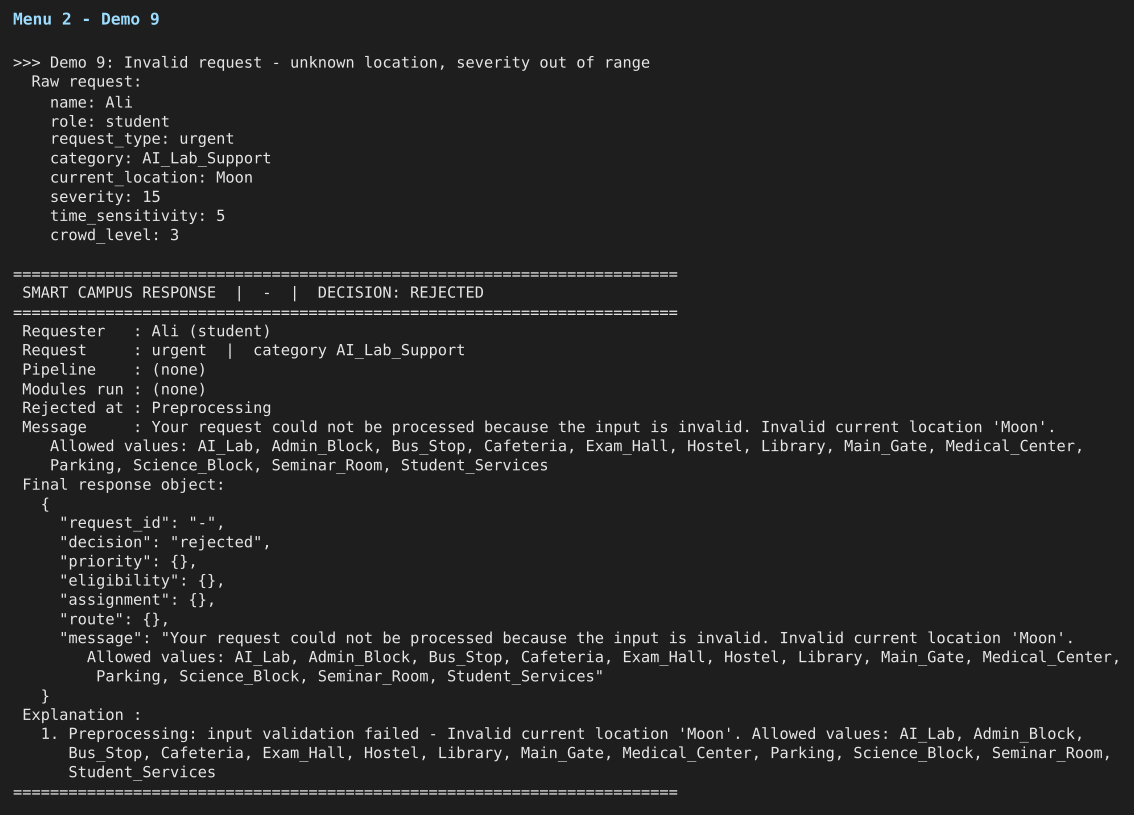 Menu 2 - Demo 9
>>> Demo 9: Invalid request - unknown location, severity out of range
Raw request:
name: Ali
role: student
request_type: urgent
category: AI_Lab_Support
current_location: Moon
severity: 15
time_sensitivity: 5
crowd_level: 3
========================================================================
SMART CAMPUS RESPONSE  |  -  |  DECISION: REJECTED
========================================================================
Requester   : Ali (student)
Request     : urgent  |  category AI_Lab_Support
Pipeline    : (none)
Modules run : (none)
Rejected at : Preprocessing
Message     : Your request could not be processed because the input is invalid. Invalid current location 'Moon'.
Allowed values: AI_Lab, Admin_Block, Bus_Stop, Cafeteria, Exam_Hall, Hostel, Library, Main_Gate, Medical_Center,
Parking, Science_Block, Seminar_Room, Student_Services
Final response object:
{
"request_id": "-",
"decision": "rejected",
"priority": {},
"eligibility": {},
"assignment": {},
"route": {},
"message": "Your request could not be processed because the input is invalid. Invalid current location 'Moon'.
Allowed values: AI_Lab, Admin_Block, Bus_Stop, Cafeteria, Exam_Hall, Hostel, Library, Main_Gate, Medical_Center,
Parking, Science_Block, Seminar_Room, Student_Services"
}
Explanation :
1. Preprocessing: input validation failed - Invalid current location 'Moon'. Allowed values: AI_Lab, Admin_Block,
Bus_Stop, Cafeteria, Exam_Hall, Hostel, Library, Main_Gate, Medical_Center, Parking, Science_Block, Seminar_Room,
Student_Services
========================================================================